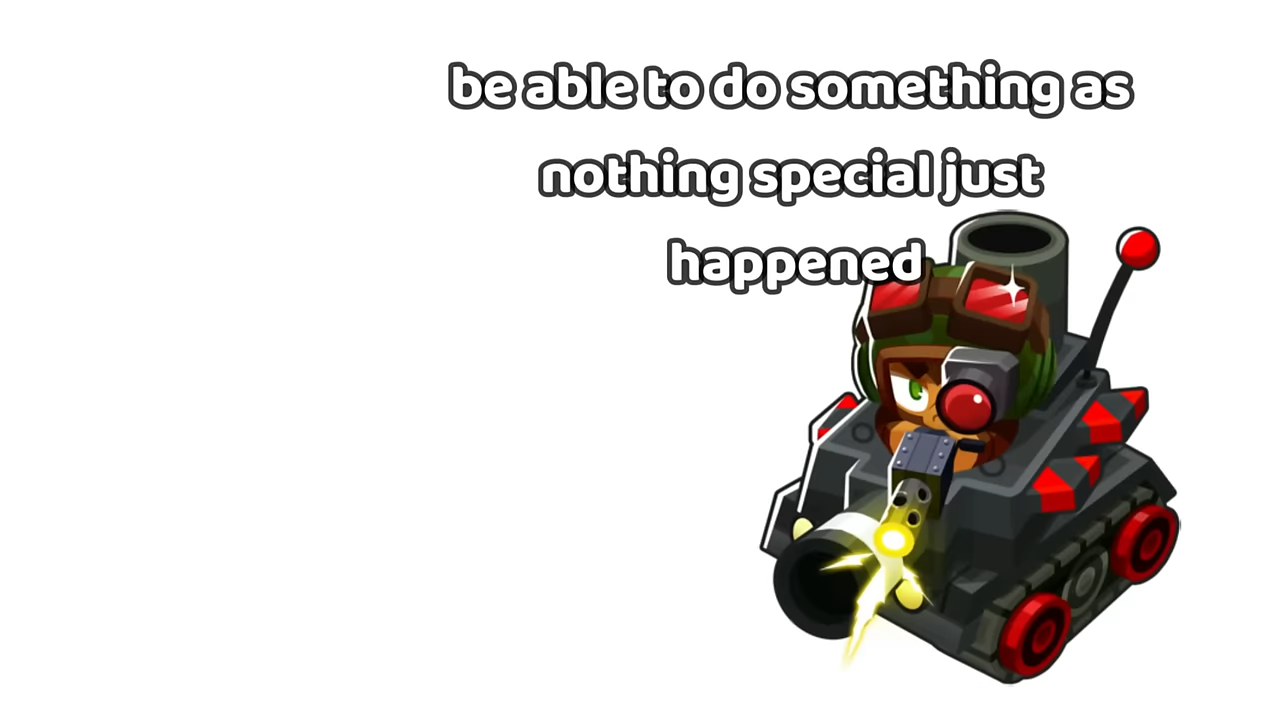 be able to do something as
nothing special just
happened